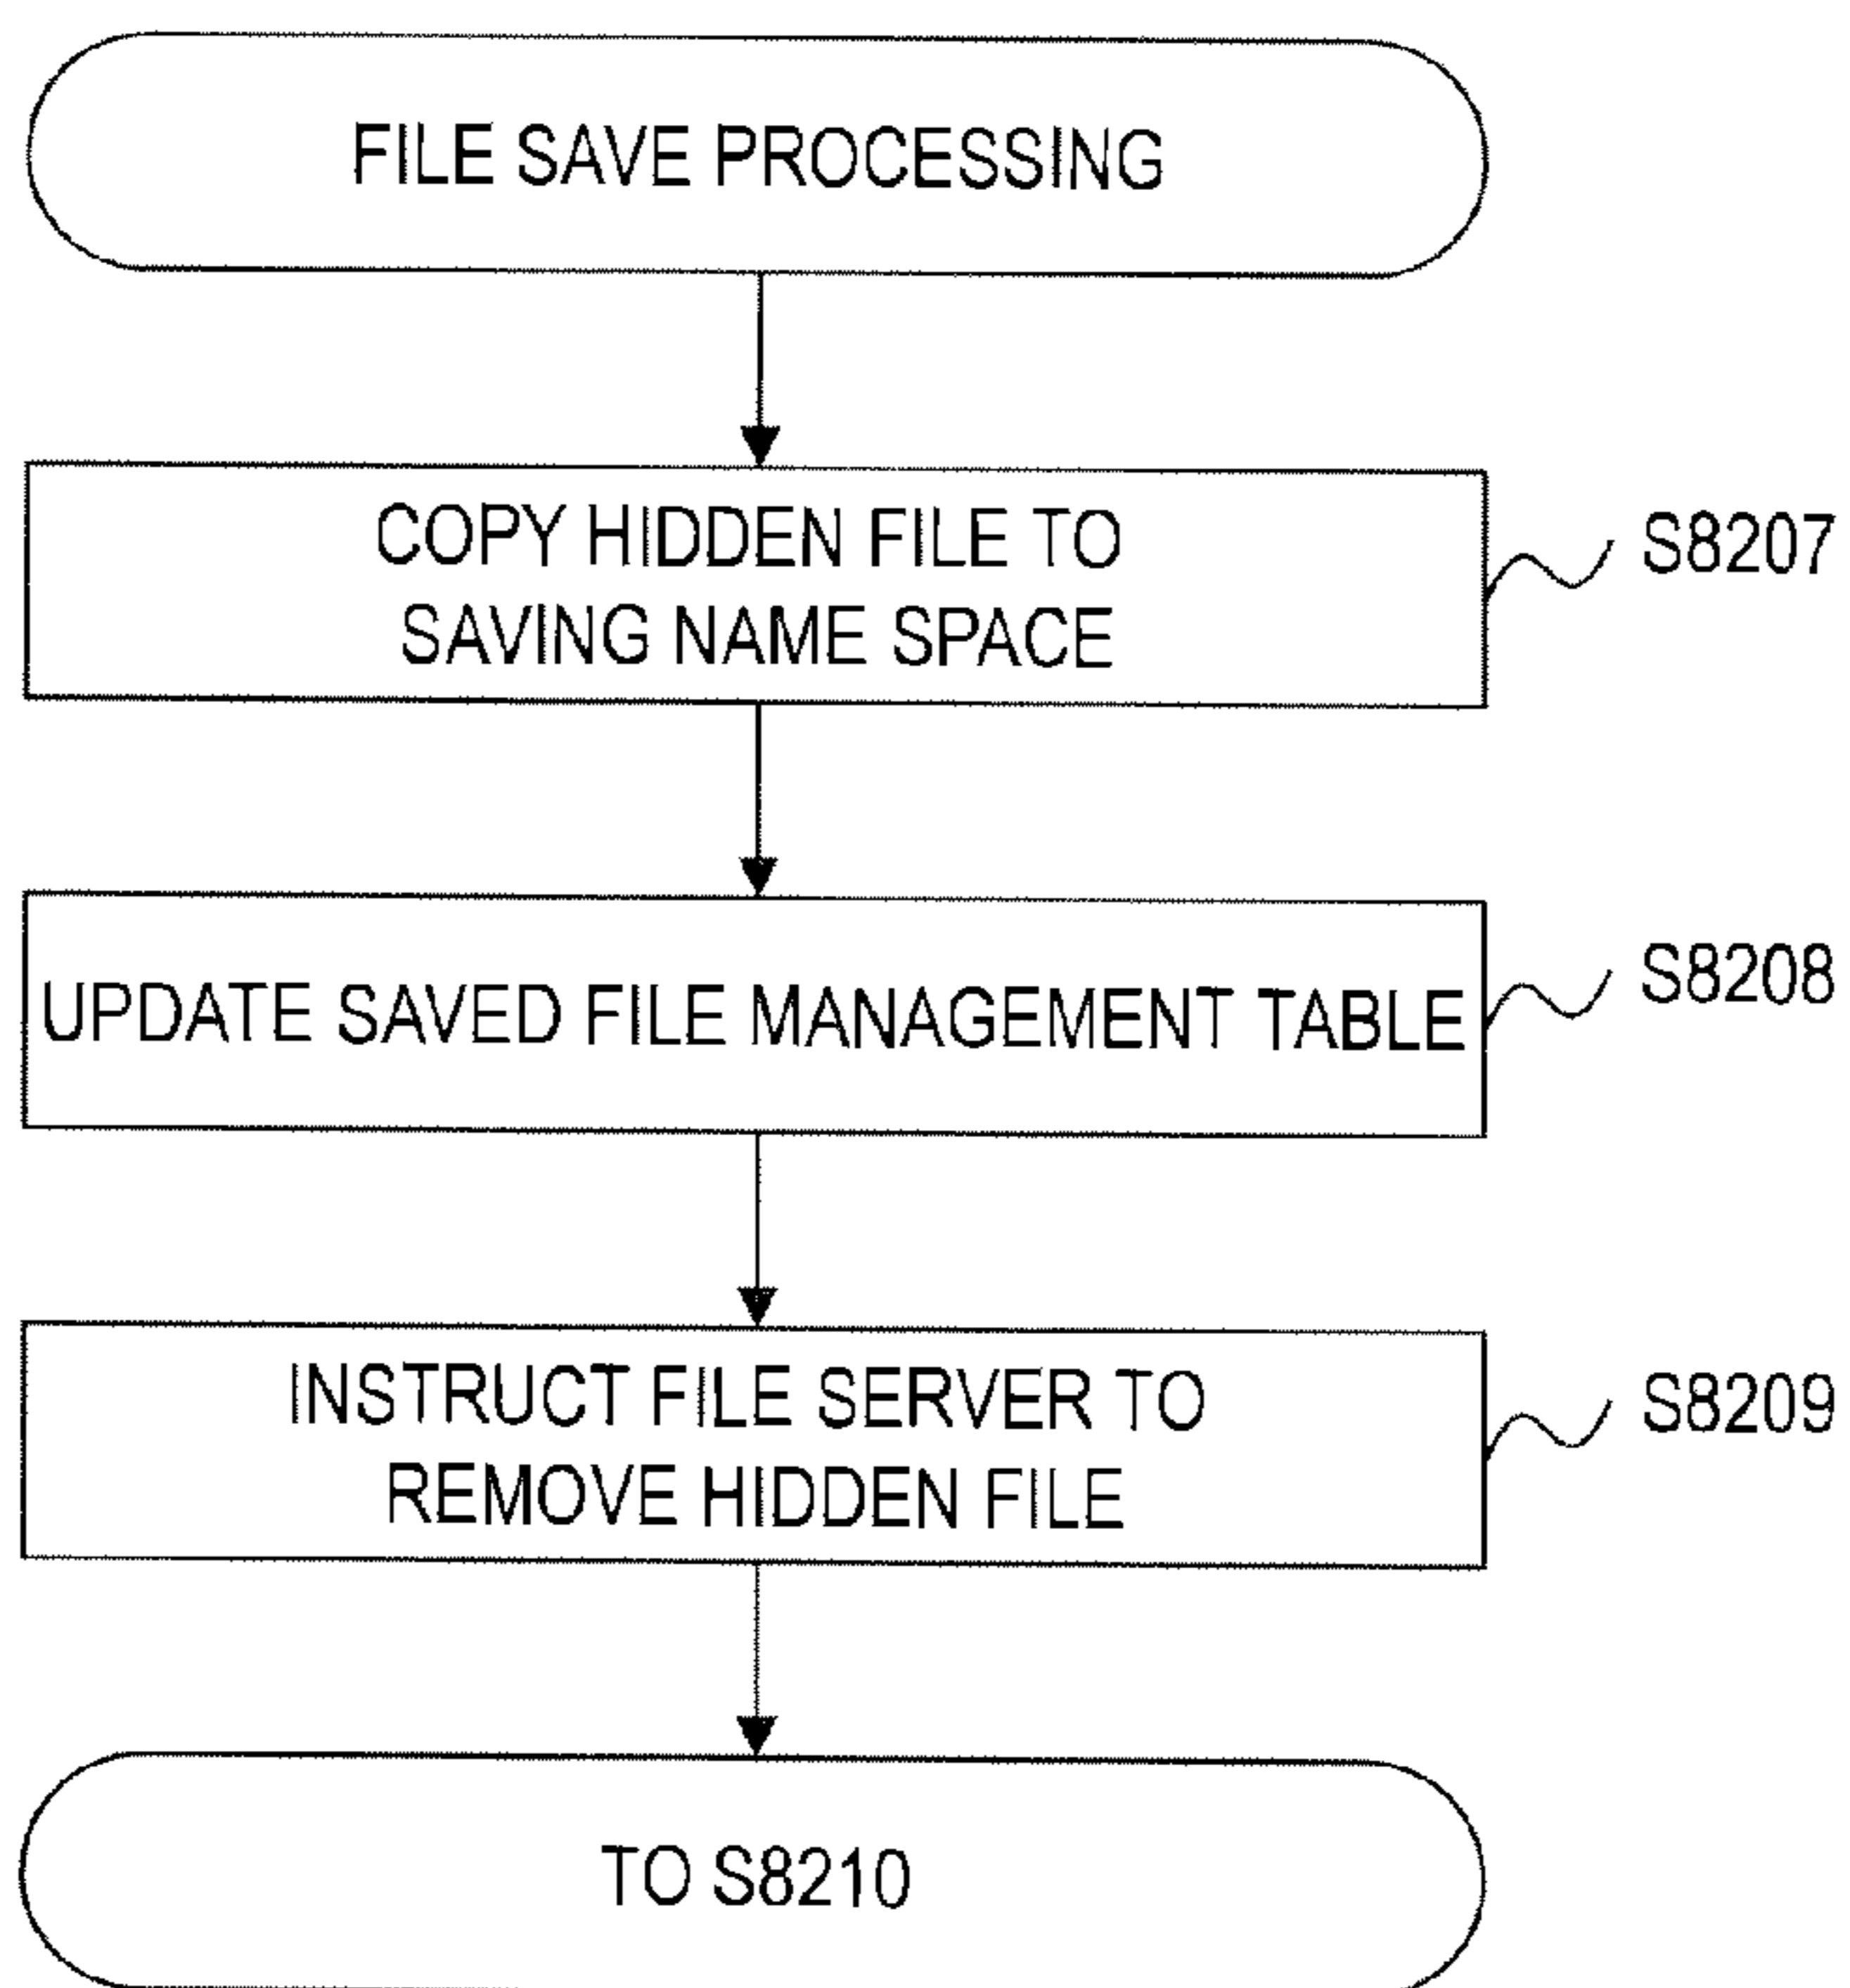 FILE SAVE PROCESSING
COPY HIDDEN FILE TO
SAVING NAME SPACE
S8207
UPDATE SAVED FILE MANAGEMENT TABLE
S8208
INSTRUCT FILE SERVER TO
REMOVE HIDDEN FILE
S8209
TO S8210